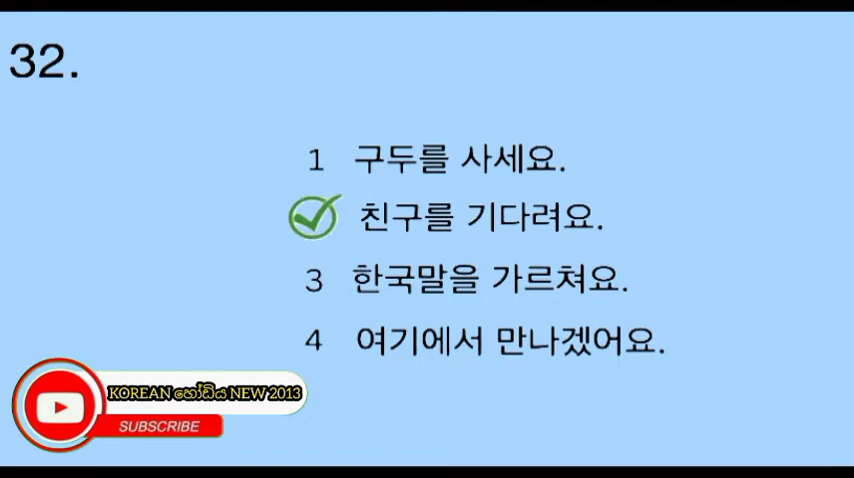 32.
1 구두를 사세요.
친구를 기다려요.
3 한국말을 가르쳐요.
4 여기에서 만나겠어요.
KOREAN හෝඩිය NEW 2013
SUBSCRIBE